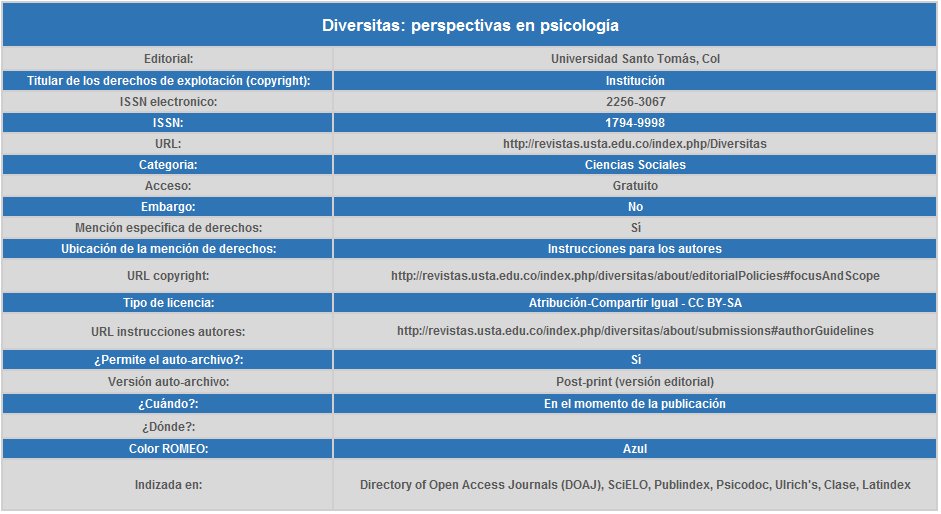 Diversitas: perspectivas en psicología
Editorial: Universidad Santo Tomás, Col
Titular de los derechos de explotación (copyright): Institución
ISSN electronico: 2256-3067
ISSN: 1794-9998
URL: http://revistas.usta.edu.co/index.php/Diversitas
Categoria: Ciencias Sociales
Acceso: Gratuito
Embargo: No
Mención específica de derechos: Sí
Ubicación de la mención de derechos: Instrucciones para los autores
URL copyright: http://revistas.usta.edu.co/index.php/diversitas/about/editorialPolicies#focusAndScope
Tipo de licencia: Atribución-Compartir Igual - CC BY-SA
URL instrucciones autores: http://revistas.usta.edu.co/index.php/diversitas/about/submissions#authorGuidelines
¿Permite el auto-archivo?: Sí
Versión auto-archivo: Post-print (versión editorial)
¿Cuándo?: En el momento de la publicación
¿Dónde?:
Color ROMEO: Azul
Indizada en: Directory of Open Access Journals (DOAJ), SciELO, Publindex, Psicodoc, Ulrich's, Clase, Latindex